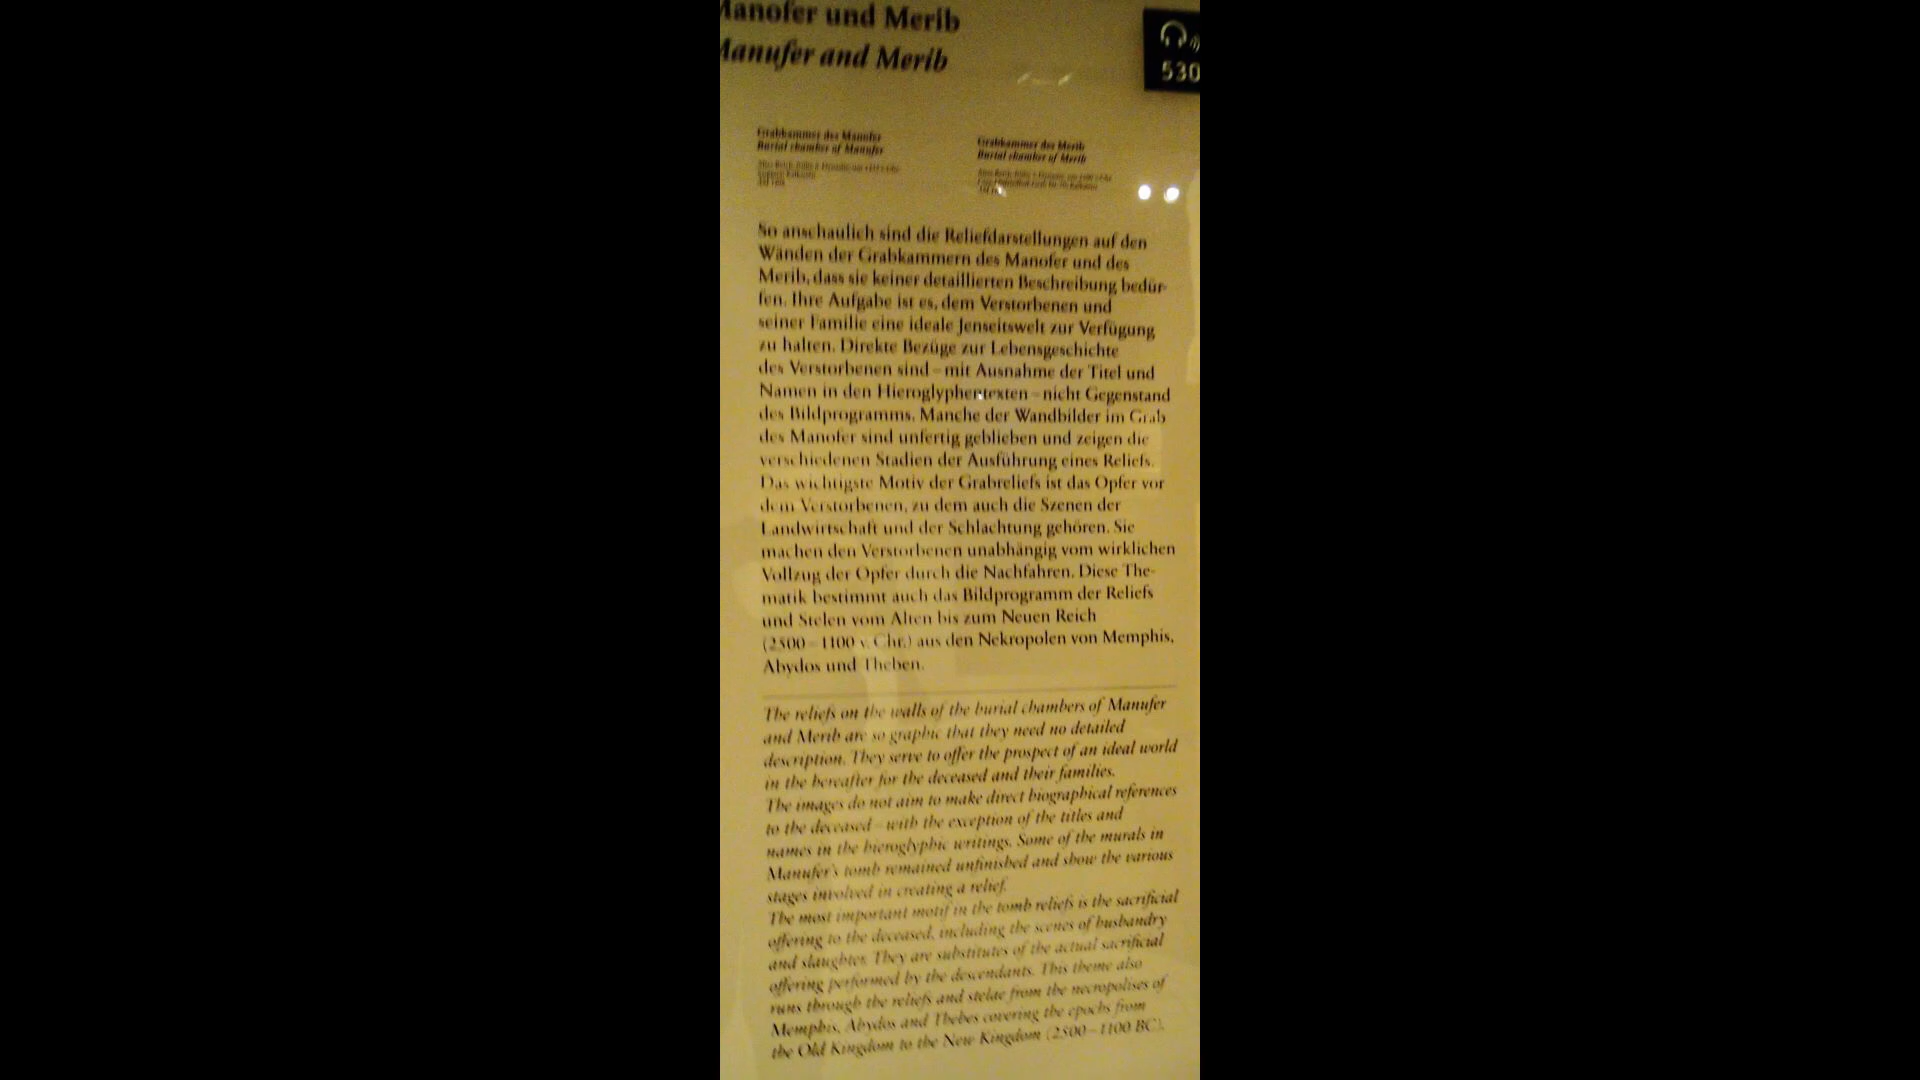 Manofer und Merib
Manufer and Merib
530
Grabkammer des Manofer
Burial chamber of Manufer
Grabkammer des Merib
Burial chamber of Merib
So anschaulich sind die Reliefdarstellungen auf den
Wänden der Grabkammern des Manofer und des
Merib, dass sie keiner detaillierten Beschreibung bedür-
fen. Ihre Aufgabe ist es, dem Verstorbenen und
seiner Familie eine ideale Jenseitswelt zur Verfügung
zu halten. Direkte Bezüge zur Lebensgeschichte
des Verstorbenen sind – mit Ausnahme der Titel und
Namen in den Hieroglyphentexten – nicht Gegenstand
des Bildprogramms. Manche der Wandbilder im Grab
des Manofer sind unfertig geblieben und zeigen die
verschiedenen Stadien der Ausführung eines Reliefs.
Das wichtigste Motiv der Grabreliefs ist das Opfer vor
dem Verstorbenen, zu dem auch die Szenen der
Landwirtschaft und der Schlachtung gehören. Sie
machen den Verstorbenen unabhängig vom wirklichen
Vollzug der Opfer durch die Nachfahren. Diese The-
matik bestimmt auch das Bildprogramm der Reliefs
und Stelen vom Alten bis zum Neuen Reich
(2500 – 1100 v. Chr.) aus den Nekropolen von Memphis,
Abydos und Theben.
The reliefs on the walls of the burial chambers of Manufer
and Merib are so graphic that they need no detailed
description. They serve to offer the prospect of an ideal world
in the hereafter for the deceased and their families.
The images do not aim to make direct biographical references
to the deceased – with the exception of the titles and
names in the hieroglyphic writings. Some of the murals in
Manufer's tomb remained unfinished and show the various
stages involved in creating a relief.
The most important motif in the tomb reliefs is the sacrificial
offering to the deceased, including the scenes of husbandry
and slaughter. They are substitutes of the actual sacrificial
offering performed by the descendants. This theme also
runs through the reliefs and stelae from the necropolises of
Memphis, Abydos and Thebes covering the epochs from
the Old Kingdom to the New Kingdom (2500 – 1100 BC).